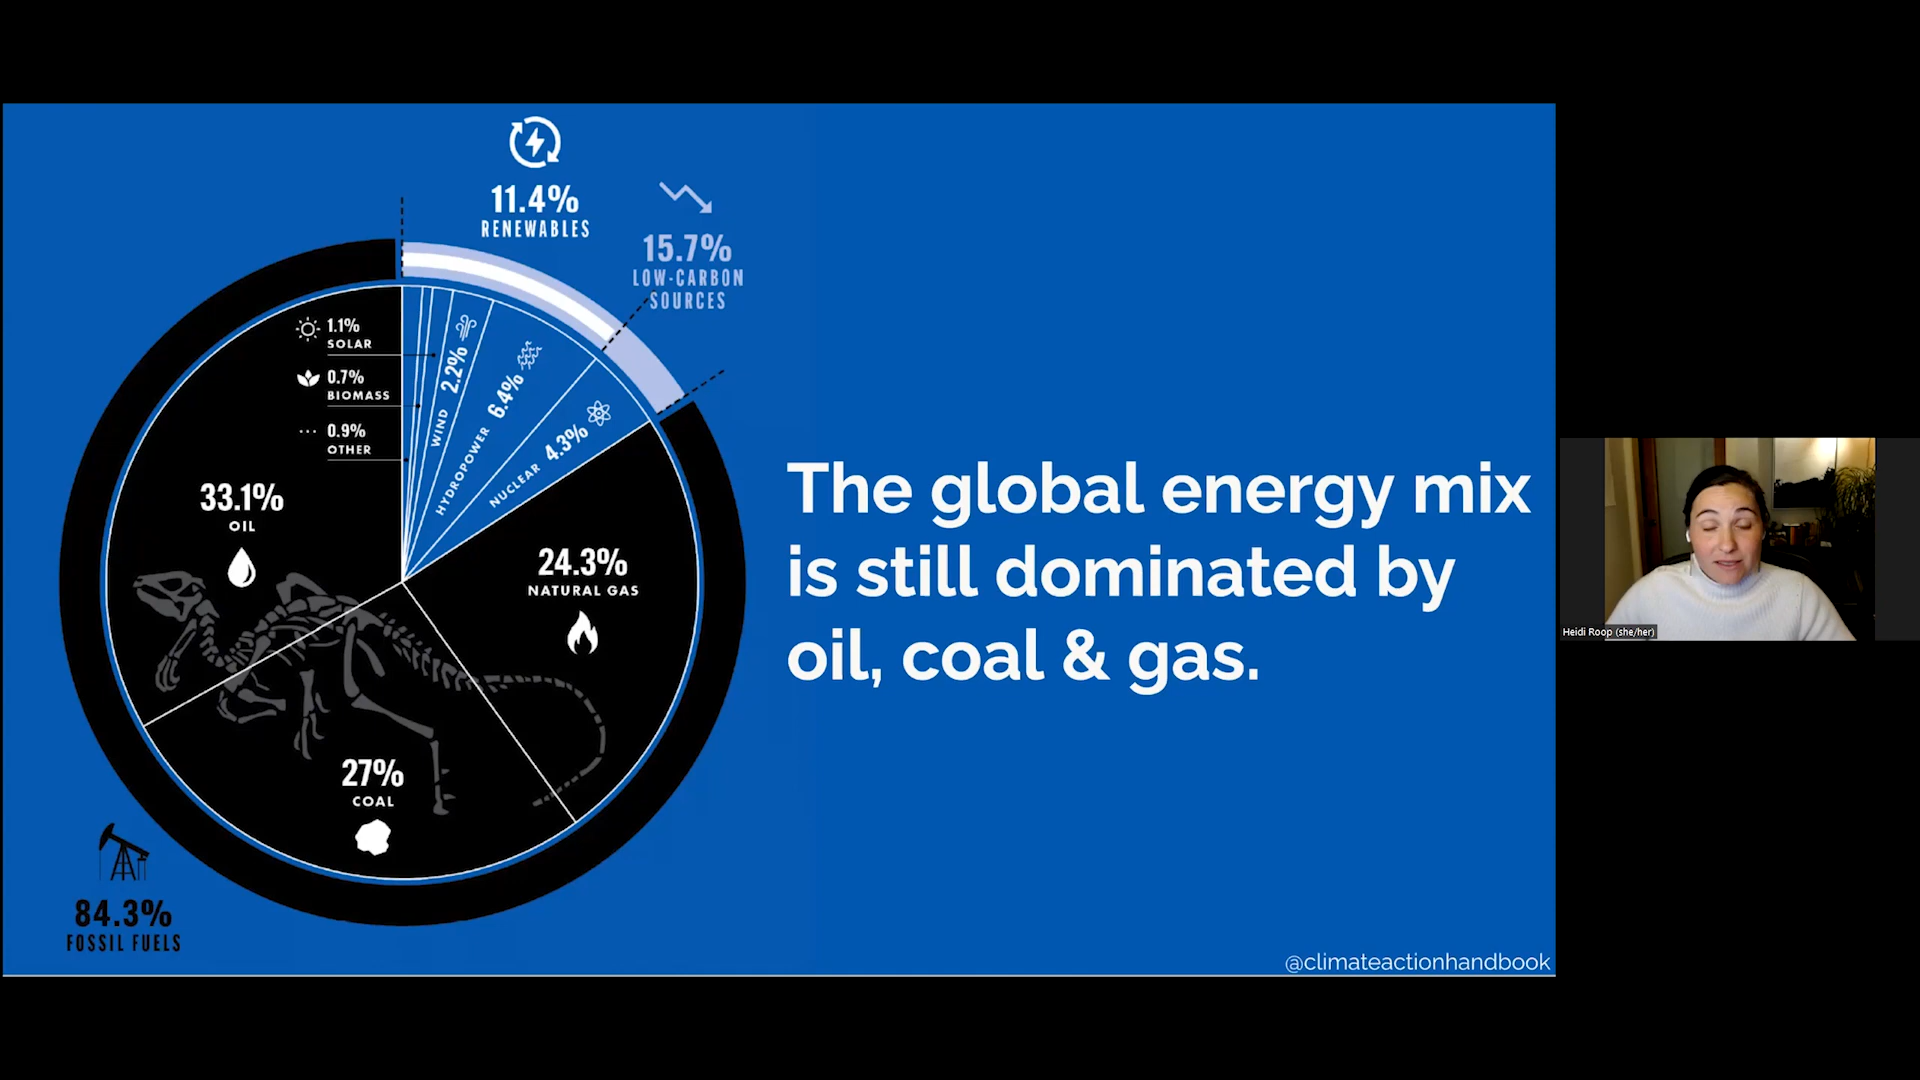 11.4%
RENEWABLES
15.7%
LOW-CARBON
SOURCES
1.1%
SOLAR
0.7%
BIOMASS
0.9%
OTHER
WIND 2.2%
HYDROPOWER 6.4%
NUCLEAR 4.3%
33.1%
OIL
24.3%
NATURAL GAS
27%
COAL
84.3%
FOSSIL FUELS
The global energy mix
is still dominated by
oil, coal & gas.
@climateactionhandbook
Heidi Roop (she/her)